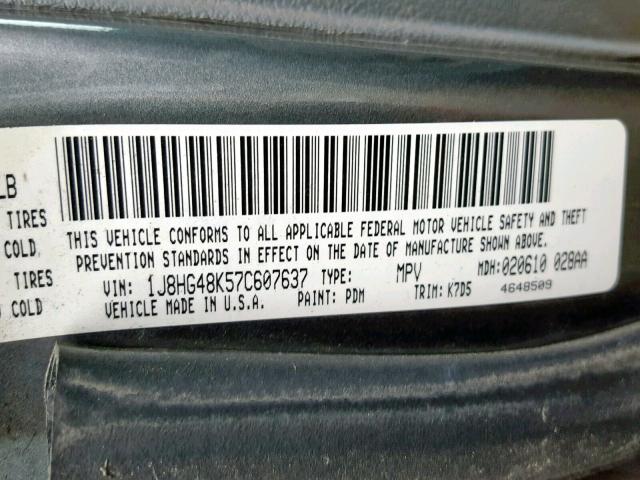 LB
TIRES
COLD
TIRES
COLD
THIS VEHICLE CONFORMS TO ALL APPLICABLE FEDERAL MOTOR VEHICLE SAFETY AND THEFT
PREVENTION STANDARDS IN EFFECT ON THE DATE OF MANUFACTURE SHOWN ABOVE.
VIN: 1J8HG48K57C607637 TYPE: MPV MDH:020610 028AA
VEHICLE MADE IN U.S.A. PAINT: PDM TRIM: K7D5 4648509